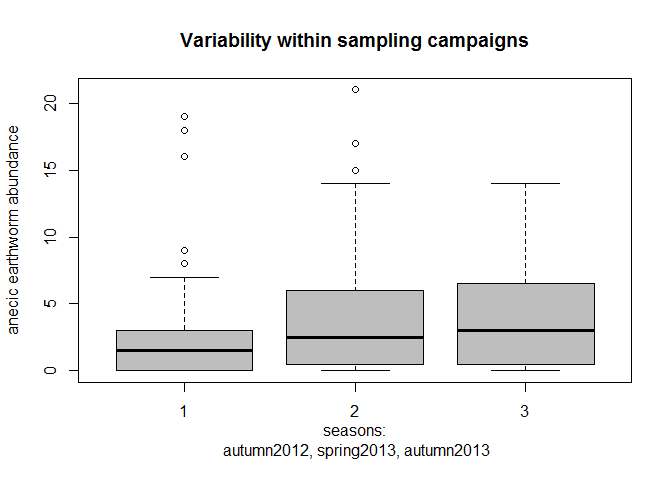 Variability within sampling campaigns
anecic earthworm abundance
20
15
10
5
0
1 2 3
seasons:
autumn2012, spring2013, autumn2013